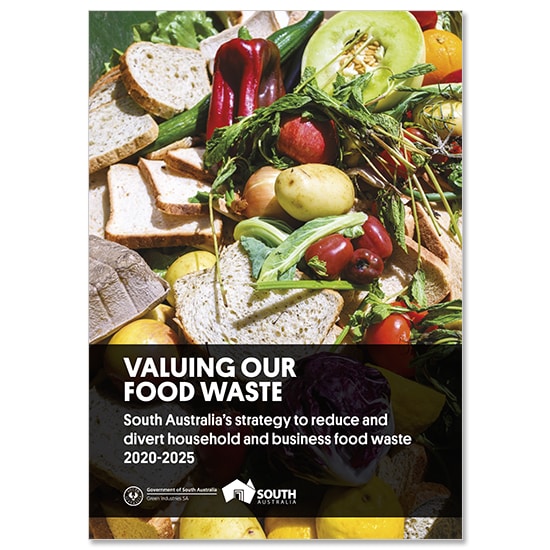 VALUING OUR
FOOD WASTE
South Australia's strategy to reduce and
divert household and business food waste
2020-2025
Government of South Australia
Green Industries SA
SOUTH
AUSTRALIA